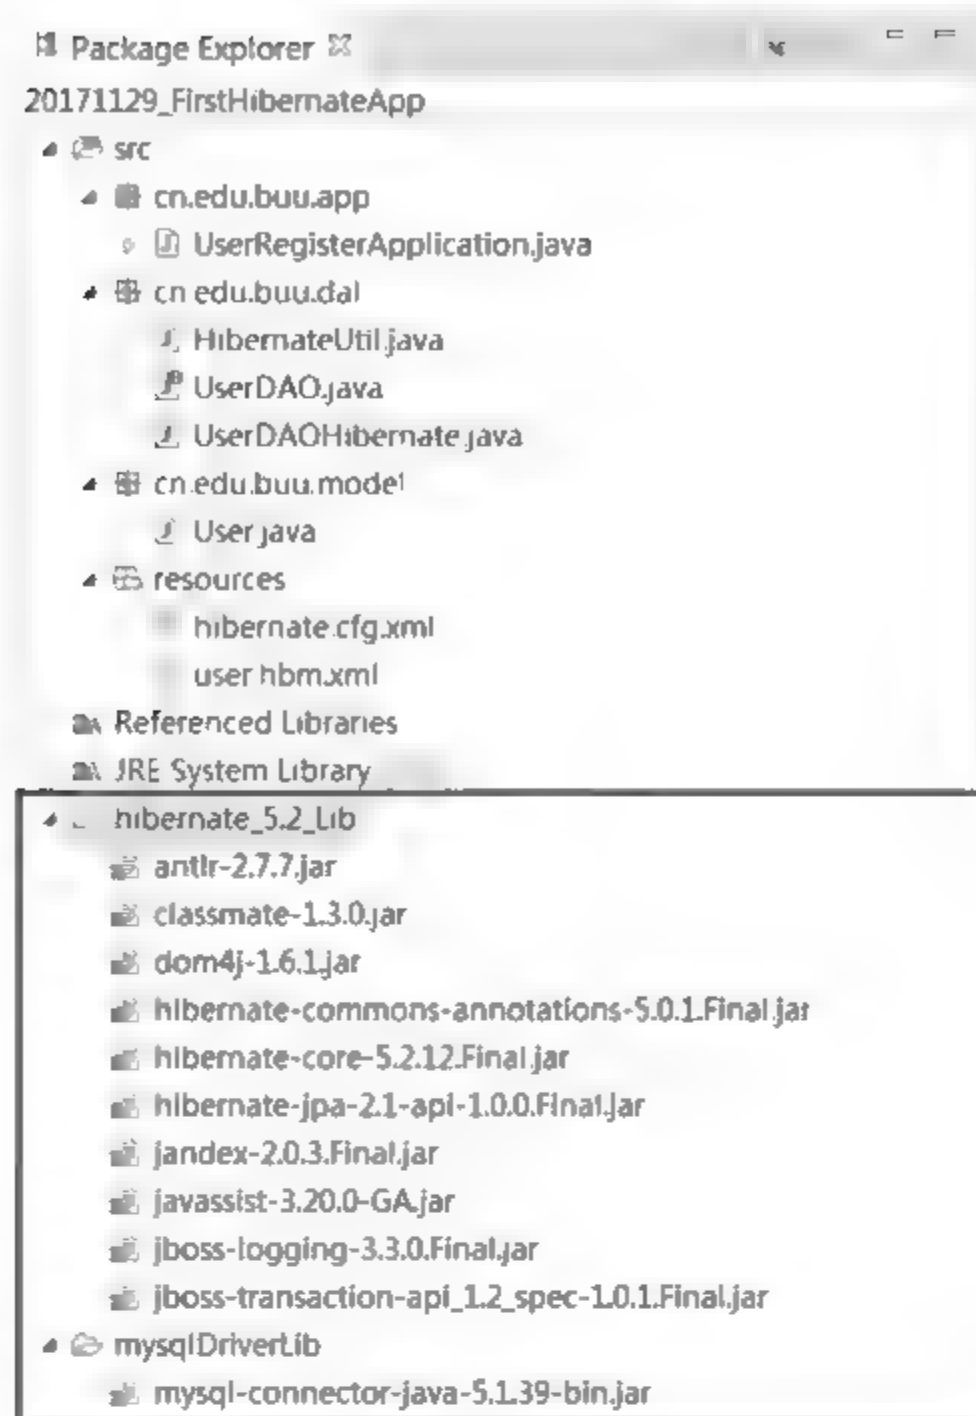 Package Explorer
20171129_FirstHibernateApp
src
cn.edu.buu.app
UserRegisterApplication.java
cn.edu.buu.dal
HibernateUtil.java
UserDAO.java
UserDAOHibernate.java
cn.edu.buu.model
User.java
resources
hibernate.cfg.xml
user.hbm.xml
Referenced Libraries
JRE System Library
hibernate_5.2_Lib
antlr-2.7.7.jar
classmate-1.3.0.jar
dom4j-1.6.1.jar
hibernate-commons-annotations-5.0.1.Final.jar
hibernate-core-5.2.12.Final.jar
hibernate-jpa-2.1-api-1.0.0.Final.jar
jandex-2.0.3.Final.jar
javassist-3.20.0-GA.jar
jboss-logging-3.3.0.Final.jar
jboss-transaction-api_1.2_spec-1.0.1.Final.jar
mysqlDriverLib
mysql-connector-java-5.1.39-bin.jar